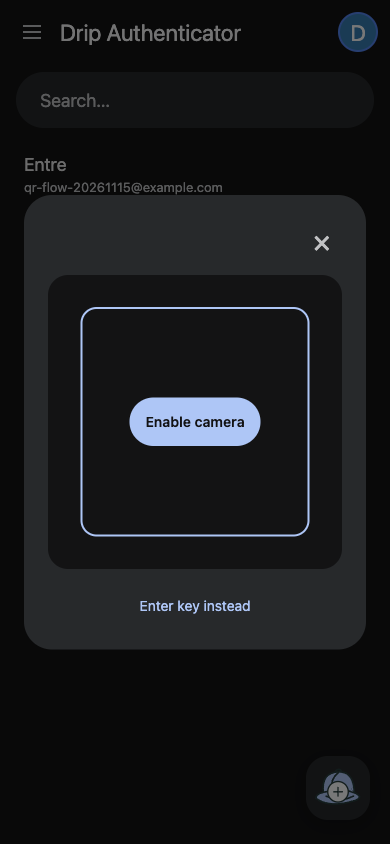 Drip Authenticator
D
Search...
Entre
qr-flow-20261115@example.com
Enable camera
Enter key instead